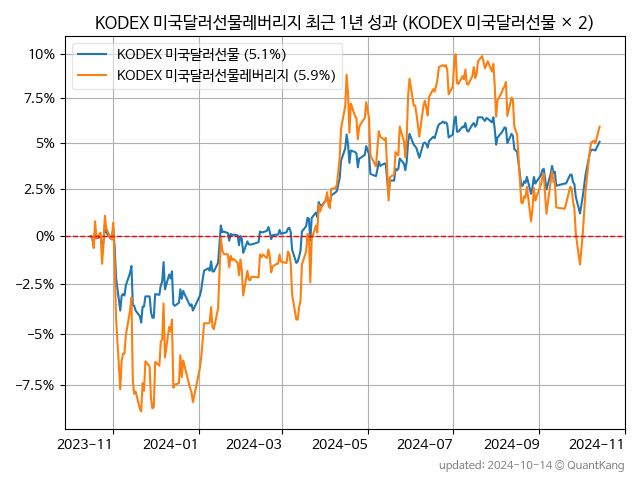 KODEX 미국달러선물레버리지 최근 1년 성과 (KODEX 미국달러선물 × 2)
KODEX 미국달러선물 (5.1%)
KODEX 미국달러선물레버리지 (5.9%)
10%
7.5%
5%
2.5%
0%
−2.5%
−5%
−7.5%
2023-11 2024-01 2024-03 2024-05 2024-07 2024-09 2024-11
updated: 2024-10-14 © QuantKang